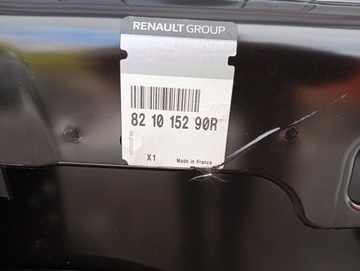 RENAULT GROUP
82 10 152 90R
X1 Made in France